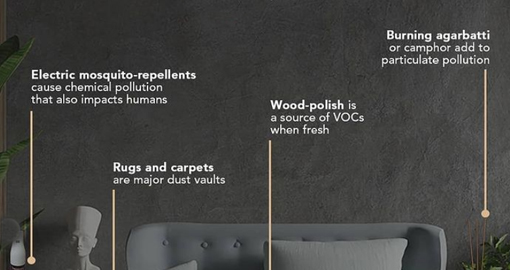 Burning agarbatti
or camphor add to
particulate pollution
Electric mosquito-repellents
cause chemical pollution
that also impacts humans
Wood-polish is
a source of VOCs
when fresh
Rugs and carpets
are major dust vaults